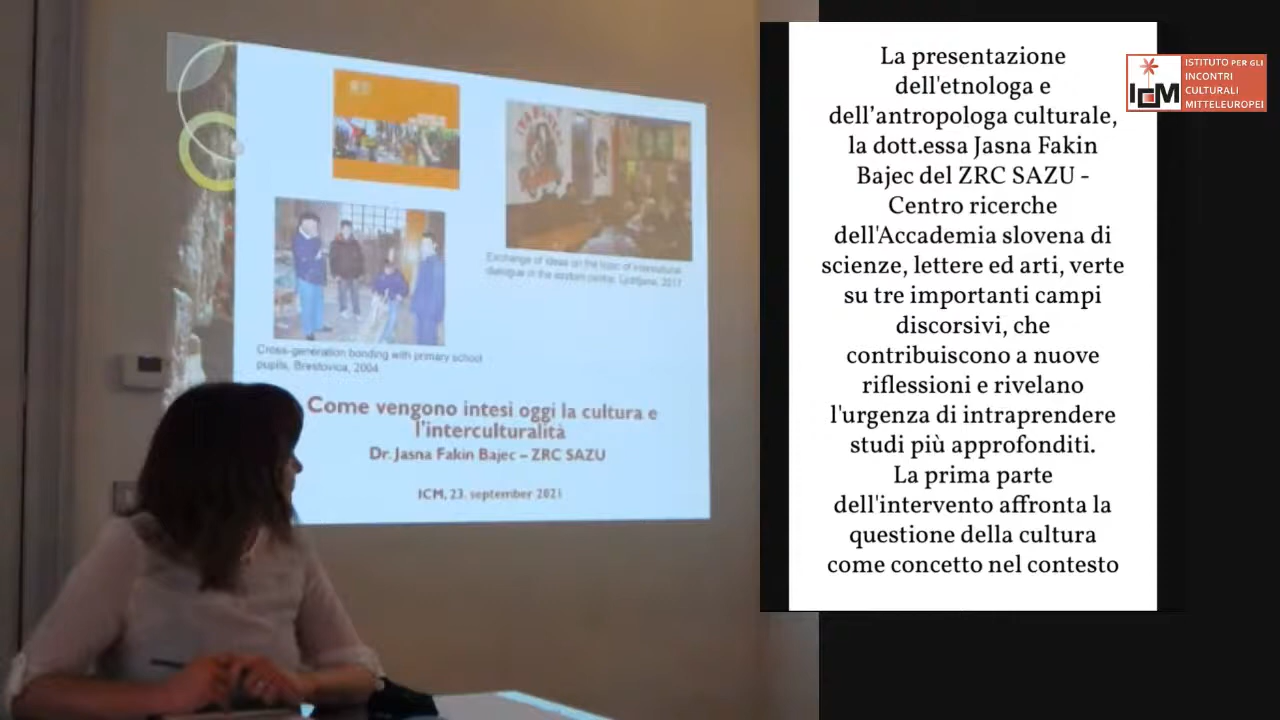 Exchange of ideas on the topic of intercultural
dialogue in the eastern centre, Ljubljana, 2011
Cross-generation bonding with primary school
pupils, Brestovica, 2004
Come vengono intesi oggi la cultura e
l'interculturalità
Dr. Jasna Fakin Bajec – ZRC SAZU
ICM, 23. september 2021
La presentazione
dell'etnologa e
dell’antropologa culturale,
la dott.essa Jasna Fakin
Bajec del ZRC SAZU -
Centro ricerche
dell'Accademia slovena di
scienze, lettere ed arti, verte
su tre importanti campi
discorsivi, che
contribuiscono a nuove
riflessioni e rivelano
l'urgenza di intraprendere
studi più approfonditi.
La prima parte
dell'intervento affronta la
questione della cultura
come concetto nel contesto
ICM
ISTITUTO PER GLI
INCONTRI
CULTURALI
MITTELEUROPEI